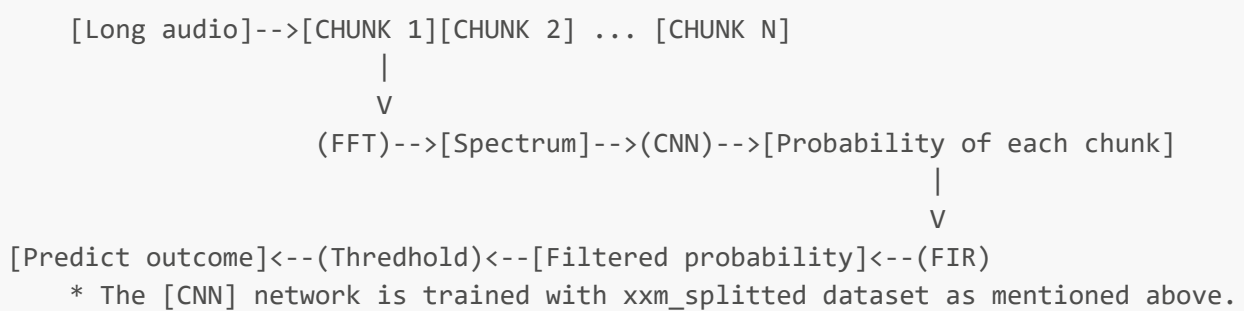 [Long audio]-->[CHUNK 1][CHUNK 2] ... [CHUNK N]
|
V
(FFT)-->[Spectrum]-->(CNN)-->[Probability of each chunk]
|
V
[Predict outcome]<--(Thredhold)<--[Filtered probability]<--(FIR)
* The [CNN] network is trained with xxm_splitted dataset as mentioned above.